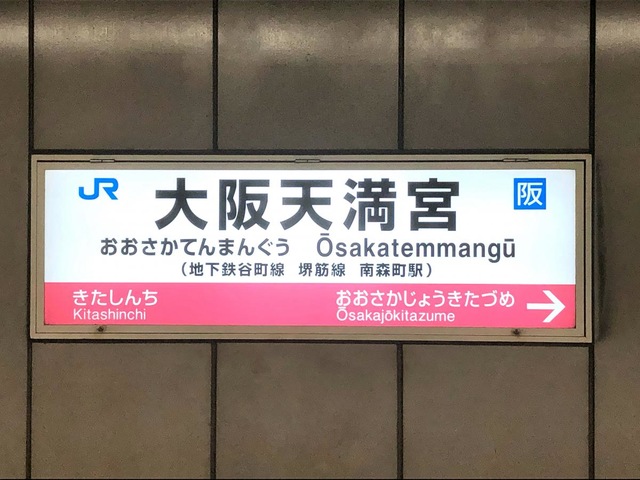 JR 大阪天満宮 阪
おおさかてんまんぐう Ōsakatemmangū
(地下鉄谷町線 堺筋線 南森町駅)
きたしんち おおさかじょうきたづめ →
Kitashinchi Ōsakajōkitazume